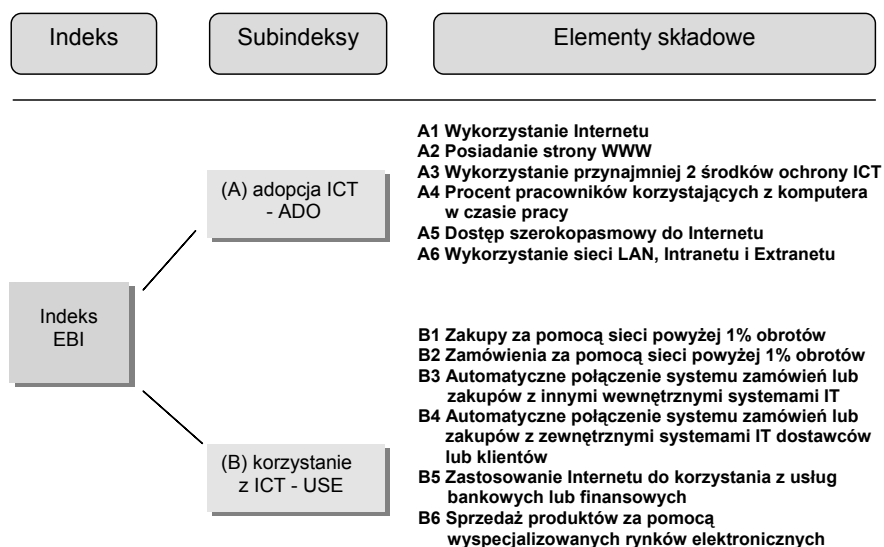 Indeks
Subindeksy
Elementy składowe
A1 Wykorzystanie Internetu
A2 Posiadanie strony WWW
A3 Wykorzystanie przynajmniej 2 środków ochrony ICT
A4 Procent pracowników korzystających z komputera
w czasie pracy
A5 Dostęp szerokopasmowy do Internetu
A6 Wykorzystanie sieci LAN, Intranetu i Extranetu
(A) adopcja ICT
- ADO
Indeks
EBI
B1 Zakupy za pomocą sieci powyżej 1% obrotów
B2 Zamówienia za pomocą sieci powyżej 1% obrotów
B3 Automatyczne połączenie systemu zamówień lub
zakupów z innymi wewnętrznymi systemami IT
B4 Automatyczne połączenie systemu zamówień lub
zakupów z zewnętrznymi systemami IT dostawców
lub klientów
B5 Zastosowanie Internetu do korzystania z usług
bankowych lub finansowych
B6 Sprzedaż produktów za pomocą
wyspecjalizowanych rynków elektronicznych
(B) korzystanie
z ICT - USE